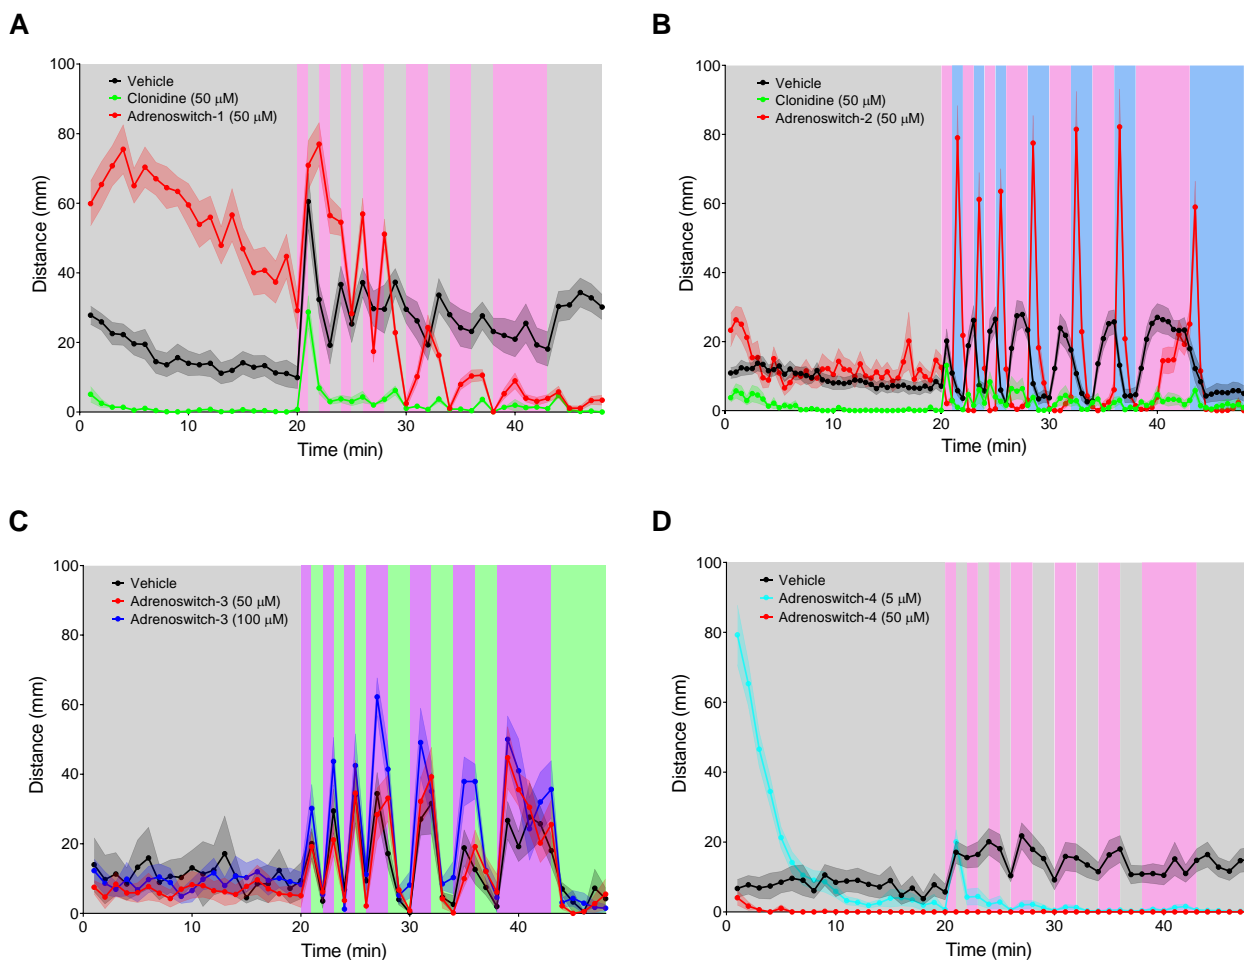 A
Vehicle
Clonidine (50 μM)
Adrenoswitch-1 (50 μM)
Distance (mm)
100
80
60
40
20
0
0 10 20 30 40
Time (min)
B
Vehicle
Clonidine (50 μM)
Adrenoswitch-2 (50 μM)
Distance (mm)
100
80
60
40
20
0
0 10 20 30 40
Time (min)
C
Vehicle
Adrenoswitch-3 (50 μM)
Adrenoswitch-3 (100 μM)
Distance (mm)
100
80
60
40
20
0
0 10 20 30 40
Time (min)
D
Vehicle
Adrenoswitch-4 (5 μM)
Adrenoswitch-4 (50 μM)
Distance (mm)
100
80
60
40
20
0
0 10 20 30 40
Time (min)